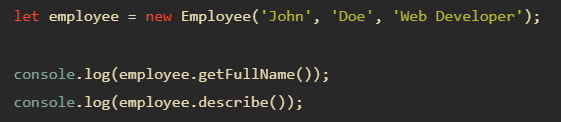 let employee = new Employee('John', 'Doe', 'Web Developer');
console.log(employee.getFullName());
console.log(employee.describe());